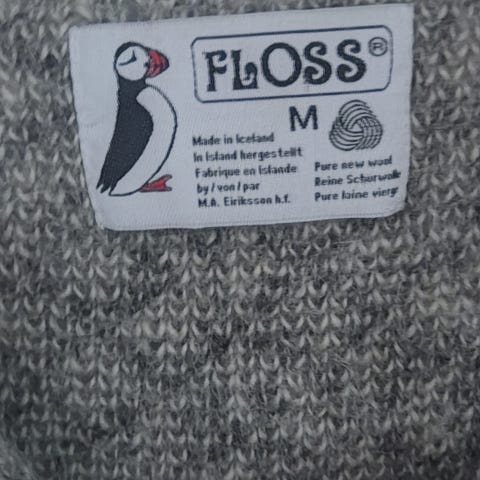 FLOSS®
M
Made in Iceland
In Island hergestellt
Fabrique en Islande
by / von / par
M.A. Eiriksson h.f.
Pure new wool
Reine Schurwolle
Pure laine vierge